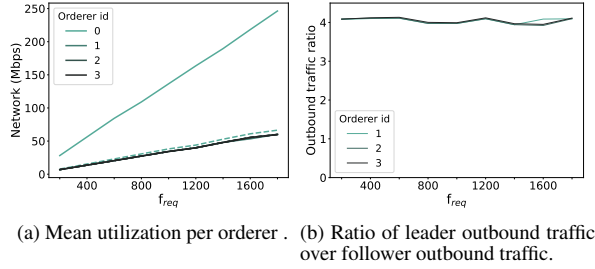 Orderer id
0
1
2
3
250
200
150
100
50
0
Network (Mbps)
400
800
1200
1600
f_req
4
3
2
1
0
Outbound traffic ratio
Orderer id
1
2
3
400
800
1200
1600
f_req
(a) Mean utilization per orderer .
(b) Ratio of leader outbound traffic
over follower outbound traffic.